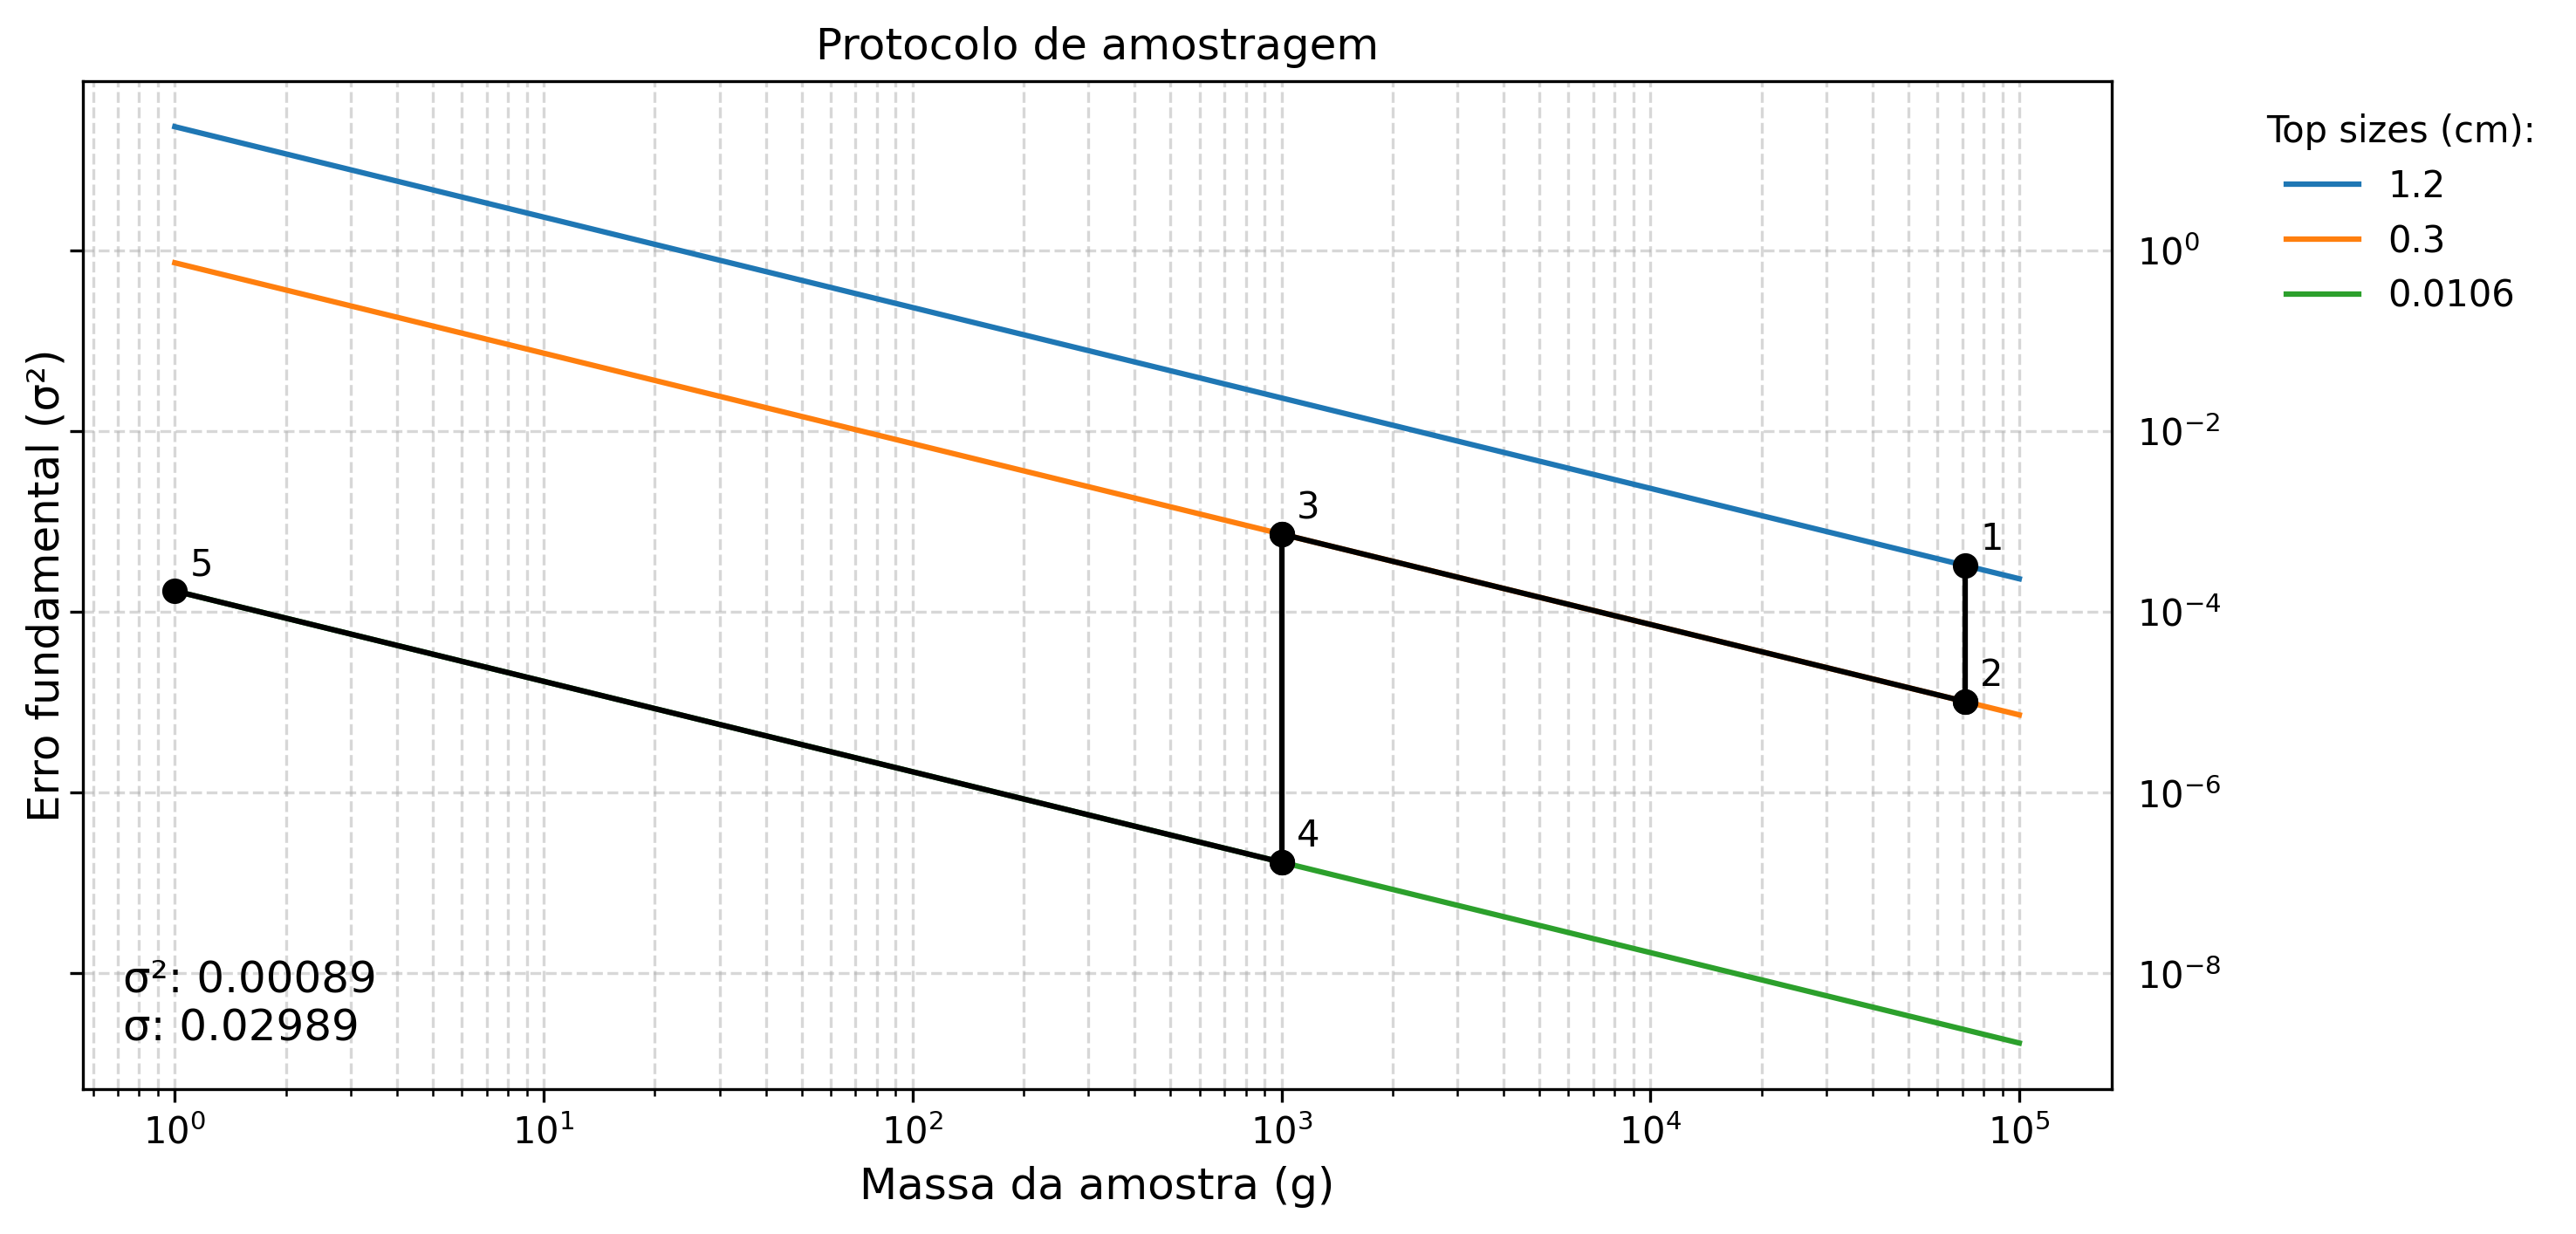 Protocolo de amostragem
Top sizes (cm):
1.2
0.3
0.0106
Erro fundamental (σ²)
10⁰
10⁻²
10⁻⁴
10⁻⁶
10⁻⁸
3
1
5
2
4
σ²: 0.00089
σ: 0.02989
10⁰ 10¹ 10² 10³ 10⁴ 10⁵
Massa da amostra (g)